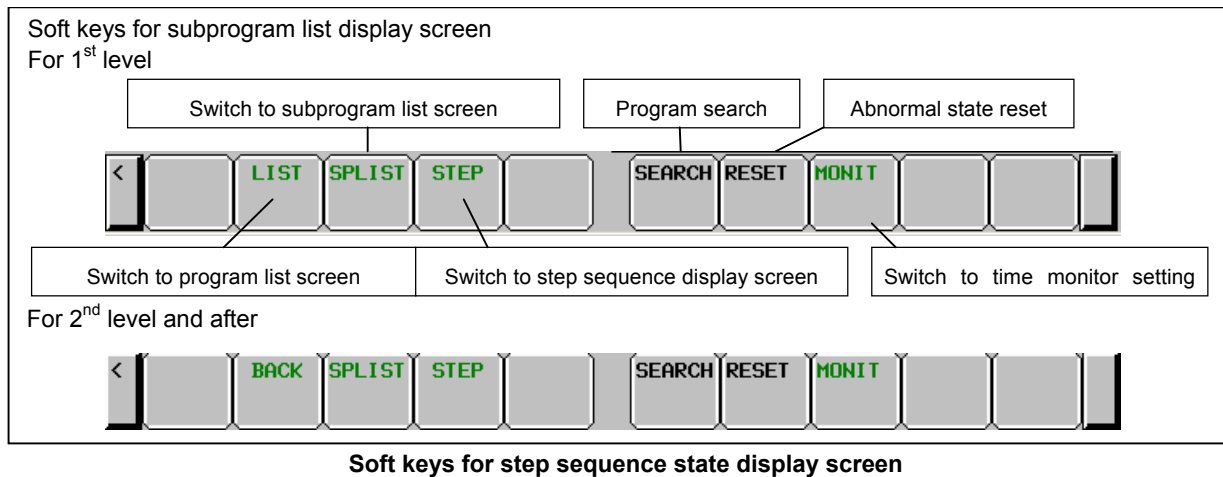 Soft keys for subprogram list display screen
For 1st level
Switch to subprogram list screen Program search Abnormal state reset
< LIST SPLIST STEP SEARCH RESET MONIT
Switch to program list screen Switch to step sequence display screen Switch to time monitor setting
For 2nd level and after
< BACK SPLIST STEP SEARCH RESET MONIT
Soft keys for step sequence state display screen